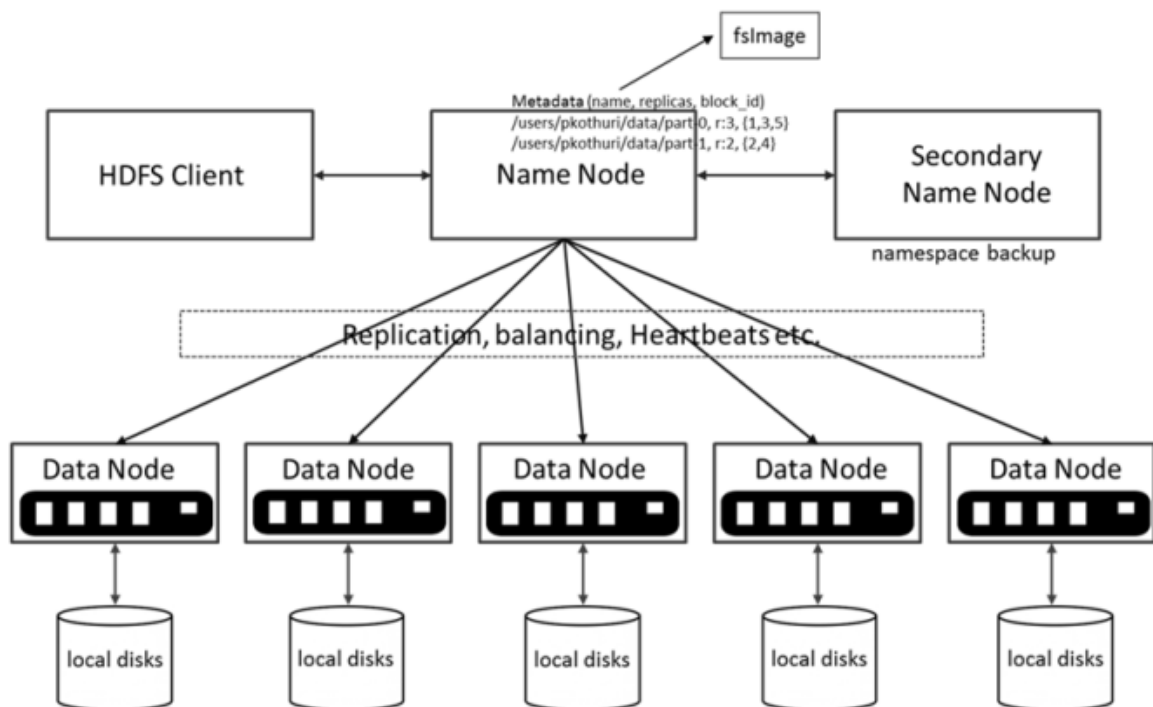 fsImage
Metadata (name, replicas, block_id)
/users/pkothuri/data/part-0, r:3, {1,3,5}
/users/pkothuri/data/part-1, r:2, {2,4}
HDFS Client
Name Node
Secondary
Name Node
namespace backup
Replication, balancing, Heartbeats etc.
Data Node
Data Node
Data Node
Data Node
Data Node
local disks
local disks
local disks
local disks
local disks